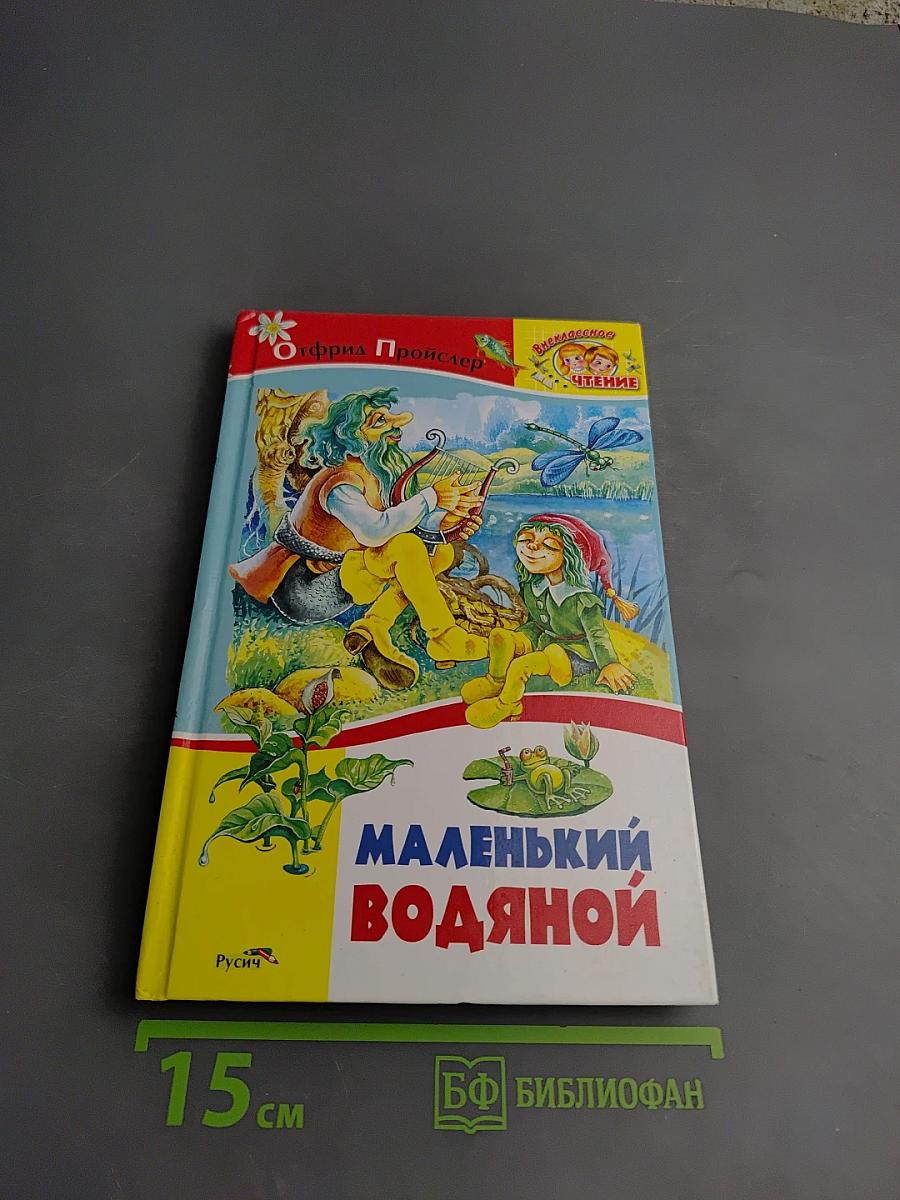 Отфрид Пройслер
Внеклассное
ЧТЕНИЕ
МАЛЕНЬКИЙ
ВОДЯНОЙ
Русич
15 см
БФ БИБЛИОФАН